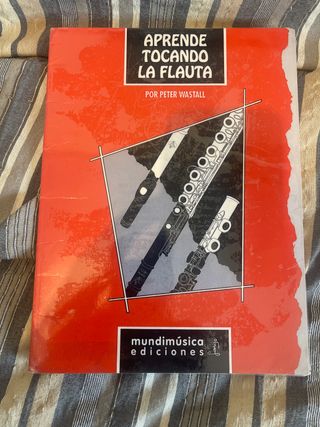 APRENDE
TOCANDO
LA FLAUTA
POR PETER WASTALL
mundimúsica
ediciones